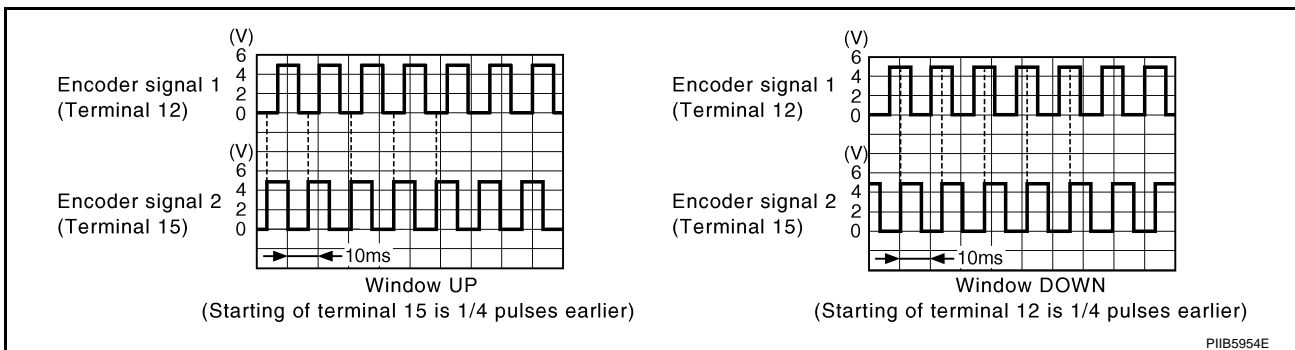 (V)
6
4
2
0
Encoder signal 1
(Terminal 12)
(V)
6
4
2
0
Encoder signal 2
(Terminal 15)
10ms
Window UP
(Starting of terminal 15 is 1/4 pulses earlier)
(V)
6
4
2
0
Encoder signal 1
(Terminal 12)
(V)
6
4
2
0
Encoder signal 2
(Terminal 15)
10ms
Window DOWN
(Starting of terminal 12 is 1/4 pulses earlier)
PIIB5954E